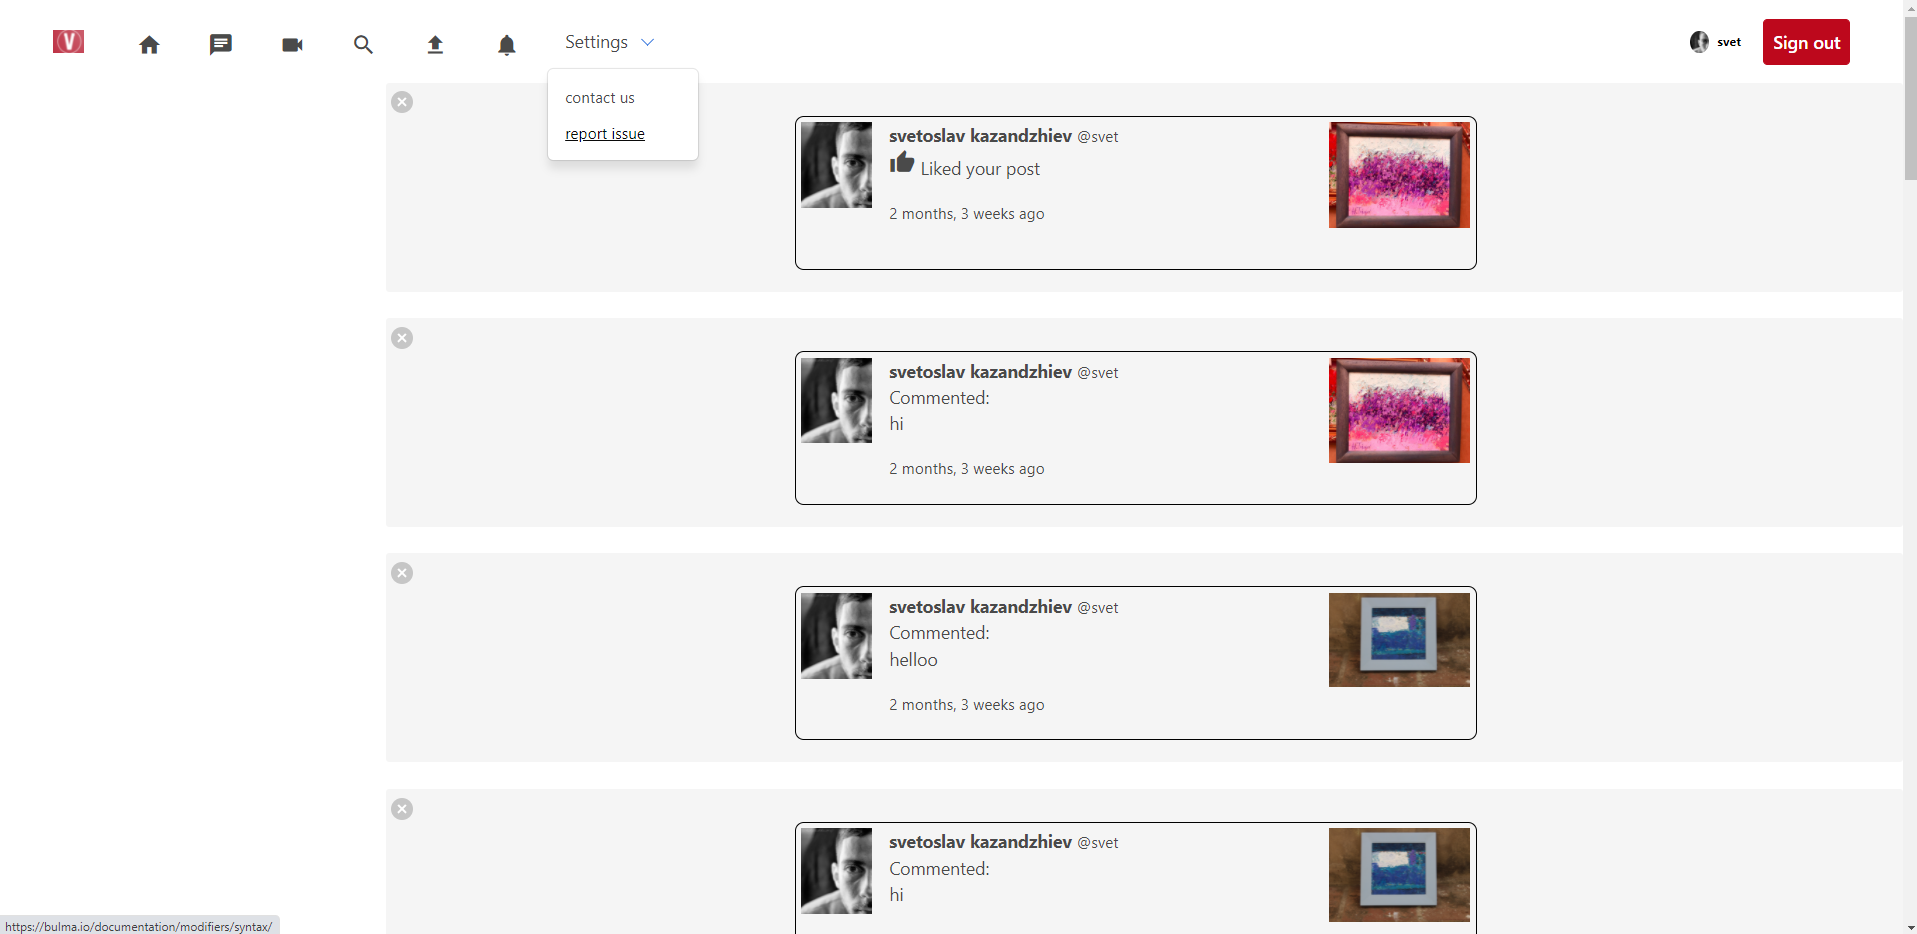 V
Settings
svet
Sign out
contact us
report issue
svetoslav kazandzhiev @svet
Liked your post
2 months, 3 weeks ago
svetoslav kazandzhiev @svet
Commented:
hi
2 months, 3 weeks ago
svetoslav kazandzhiev @svet
Commented:
helloo
2 months, 3 weeks ago
svetoslav kazandzhiev @svet
Commented:
hi
https://bulma.io/documentation/modifiers/syntax/